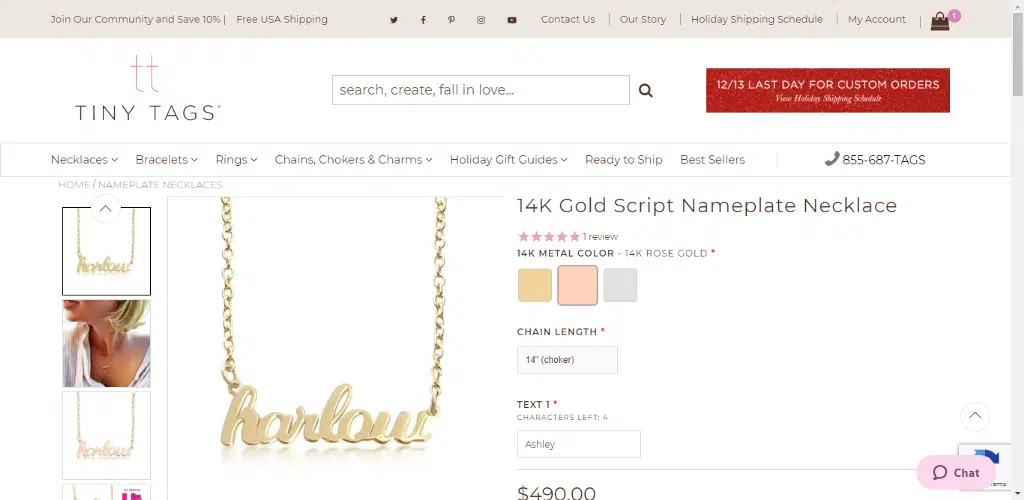 Join Our Community and Save 10% | Free USA Shipping
Contact Us | Our Story | Holiday Shipping Schedule | My Account | 1
tt
TINY TAGS
search, create, fall in love...
12/13 LAST DAY FOR CUSTOM ORDERS
View Holiday Shipping Schedule
Necklaces Bracelets Rings Chains, Chokers & Charms Holiday Gift Guides Ready to Ship Best Sellers 855-687-TAGS
HOME / NAMEPLATE NECKLACES
harlow
harlow
harlow
14K Gold Script Nameplate Necklace
1 review
14K METAL COLOR - 14K ROSE GOLD *
CHAIN LENGTH *
14" (choker)
TEXT 1 *
CHARACTERS LEFT: 4
Ashley
$490.00
Chat